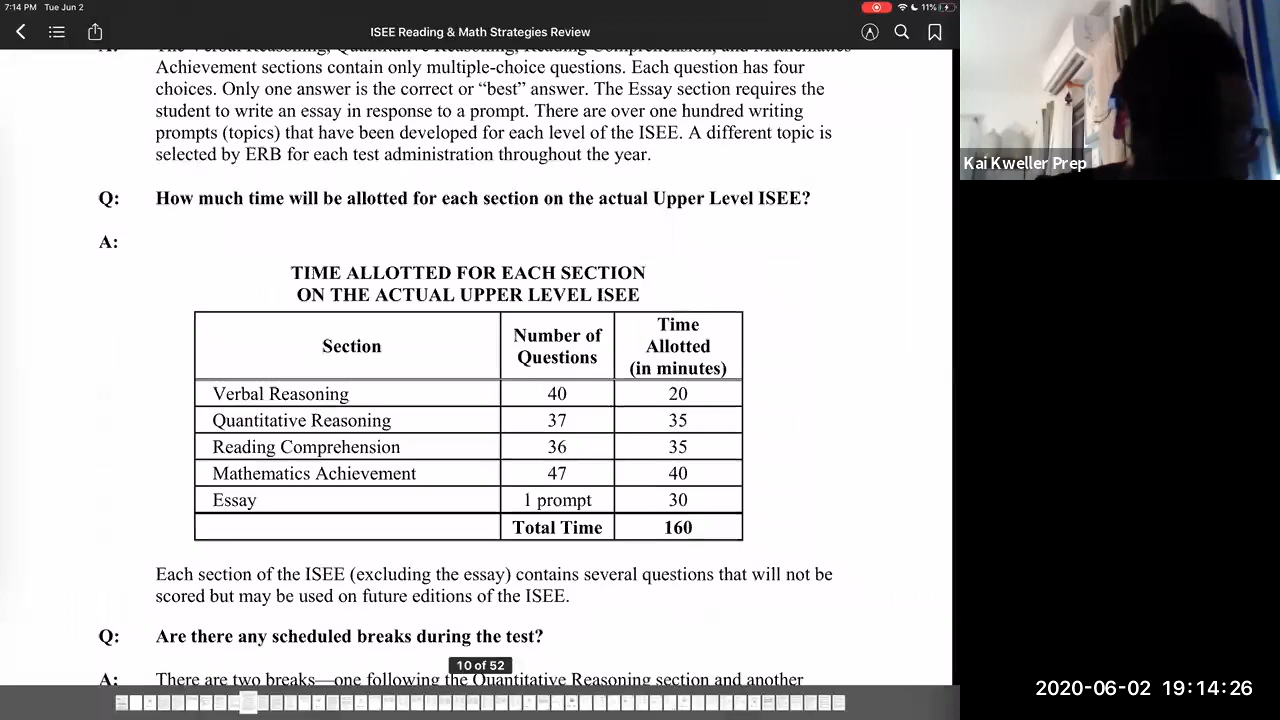 7:14 PM Tue Jun 2
11%
ISEE Reading & Math Strategies Review
A: The Verbal Reasoning, Quantitative Reasoning, Reading Comprehension, and Mathematics
Achievement sections contain only multiple-choice questions. Each question has four
choices. Only one answer is the correct or “best” answer. The Essay section requires the
student to write an essay in response to a prompt. There are over one hundred writing
prompts (topics) that have been developed for each level of the ISEE. A different topic is
selected by ERB for each test administration throughout the year.
Q: How much time will be allotted for each section on the actual Upper Level ISEE?
A:
TIME ALLOTTED FOR EACH SECTION
ON THE ACTUAL UPPER LEVEL ISEE
Section Number of Questions Time Allotted (in minutes)
Verbal Reasoning 40 20
Quantitative Reasoning 37 35
Reading Comprehension 36 35
Mathematics Achievement 47 40
Essay 1 prompt 30
Total Time 160
Each section of the ISEE (excluding the essay) contains several questions that will not be
scored but may be used on future editions of the ISEE.
Q: Are there any scheduled breaks during the test?
10 of 52
A: There are two breaks—one following the Quantitative Reasoning section and another
Kai Kweller Prep
2020-06-02 19:14:26